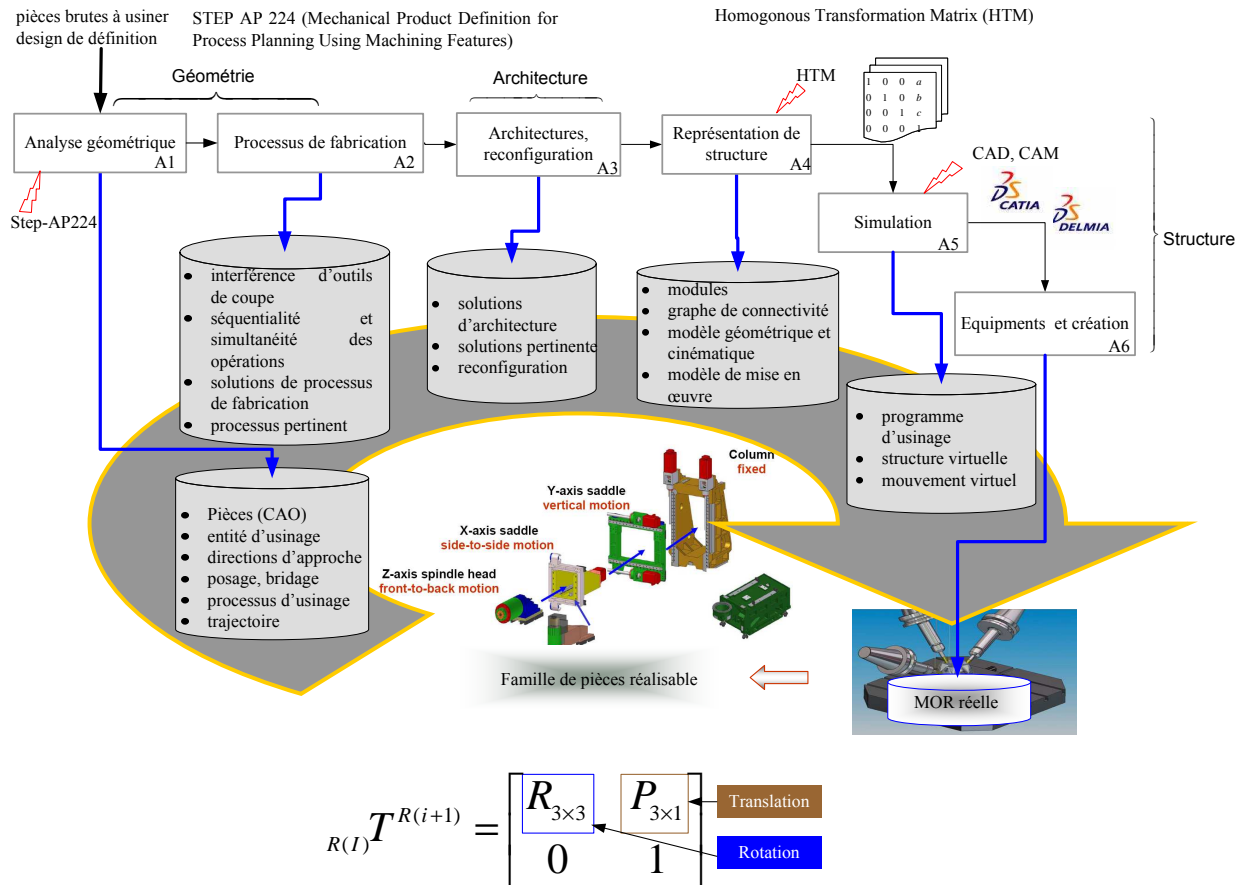 pièces brutes à usiner
design de définition
STEP AP 224 (Mechanical Product Definition for
Process Planning Using Machining Features)
Homogonous Transformation Matrix (HTM)
Géométrie
Architecture
HTM
1 0 0 a
0 1 0 b
0 0 1 c
0 0 0 1
Analyse géométrique
A1
Processus de fabrication
A2
Architectures,
reconfiguration
A3
Représentation de
structure
A4
Step-AP224
CAD, CAM
CATIA
DELMIA
Simulation
A5
Structure
Equipments et création
A6
• interférence d’outils
de coupe
• séquentialité et
simultanéité des
opérations
• solutions de processus
de fabrication
• processus pertinent
• solutions
d’architecture
• solutions pertinente
• reconfiguration
• modules
• graphe de connectivité
• modèle géométrique et
cinématique
• modèle de mise en
œuvre
• programme
d’usinage
• structure virtuelle
• mouvement virtuel
• Pièces (CAO)
• entité d’usinage
• directions d’approche
• posage, bridage
• processus d’usinage
• trajectoire
Column
fixed
Y-axis saddle
vertical motion
X-axis saddle
side-to-side motion
Z-axis spindle head
front-to-back motion
Famille de pièces réalisable
MOR réelle
R(I) T R(i+1) = [ R 3×3 P 3×1
0 1 ]
Translation
Rotation